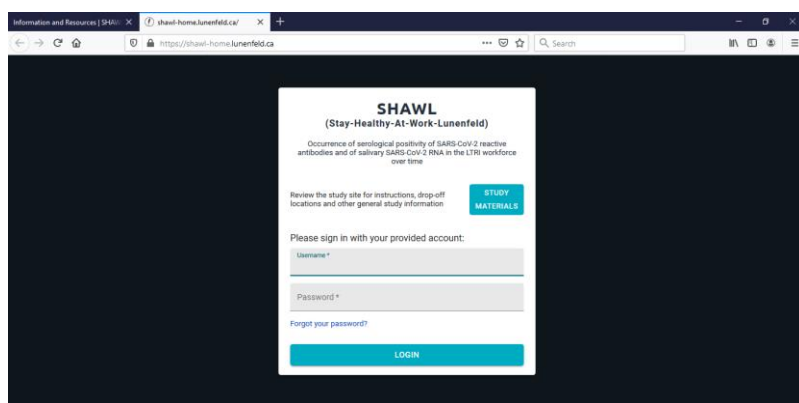 Information and Resources | SHAW
shawl-home.lunenfeld.ca/
https://shawl-home.lunenfeld.ca
Search
SHAWL
(Stay-Healthy-At-Work-Lunenfeld)
Occurrence of serological positivity of SARS-CoV-2 reactive
antibodies and of salivary SARS-CoV-2 RNA in the LTRI workforce
over time
Review the study site for instructions, drop-off
locations and other general study information
STUDY
MATERIALS
Please sign in with your provided account:
Username *
Password *
Forgot your password?
LOGIN